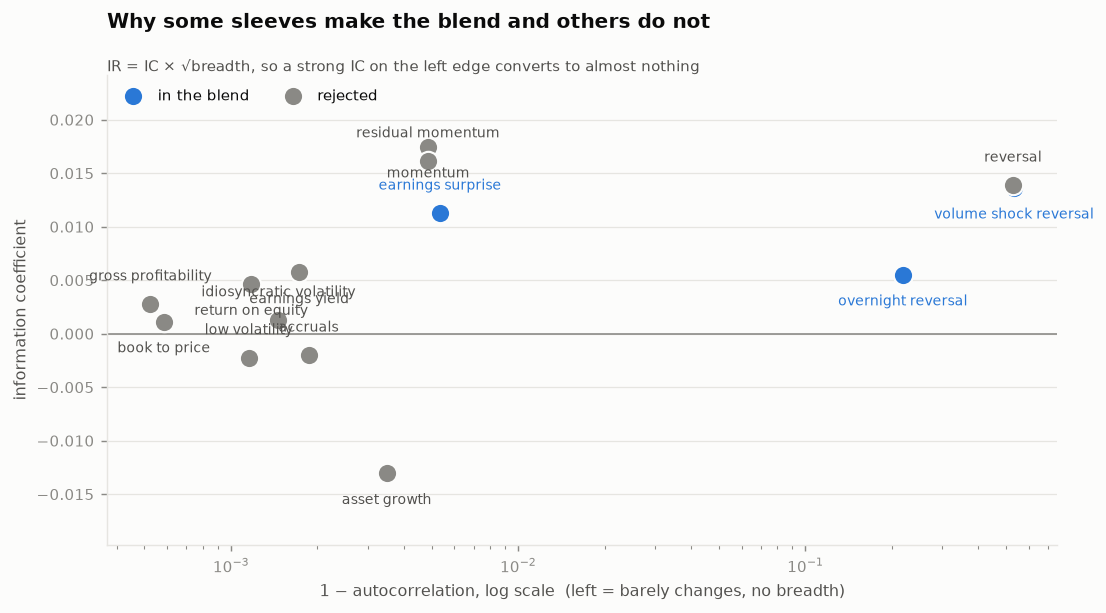 Why some sleeves make the blend and others do not
IR = IC × √breadth, so a strong IC on the left edge converts to almost nothing
in the blend
rejected
0.020
residual momentum
reversal
0.015
momentum
earnings surprise
volume shock reversal
0.010
information coefficient
0.005
gross profitability
idiosyncratic volatility
earnings yield
overnight reversal
return on equity
low volatility
accruals
0.000
book to price
−0.005
−0.010
−0.015
asset growth
10⁻³
10⁻²
10⁻¹
1 − autocorrelation, log scale (left = barely changes, no breadth)